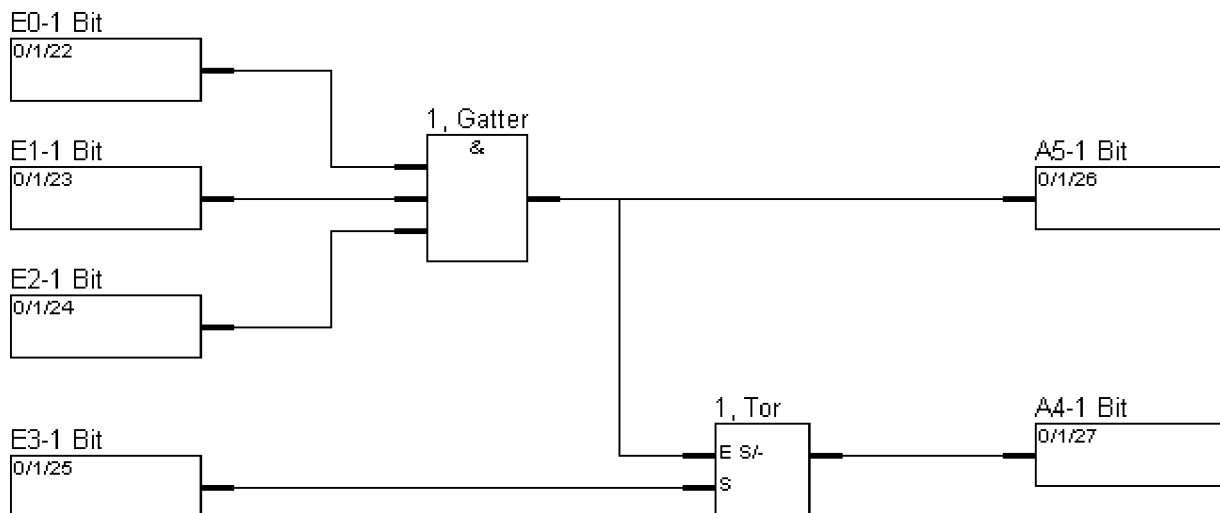 E0-1 Bit
0/1/22
1, Gatter
&
E1-1 Bit
0/1/23
A5-1 Bit
0/1/26
E2-1 Bit
0/1/24
1, Tor
E S/-
S
A4-1 Bit
0/1/27
E3-1 Bit
0/1/25